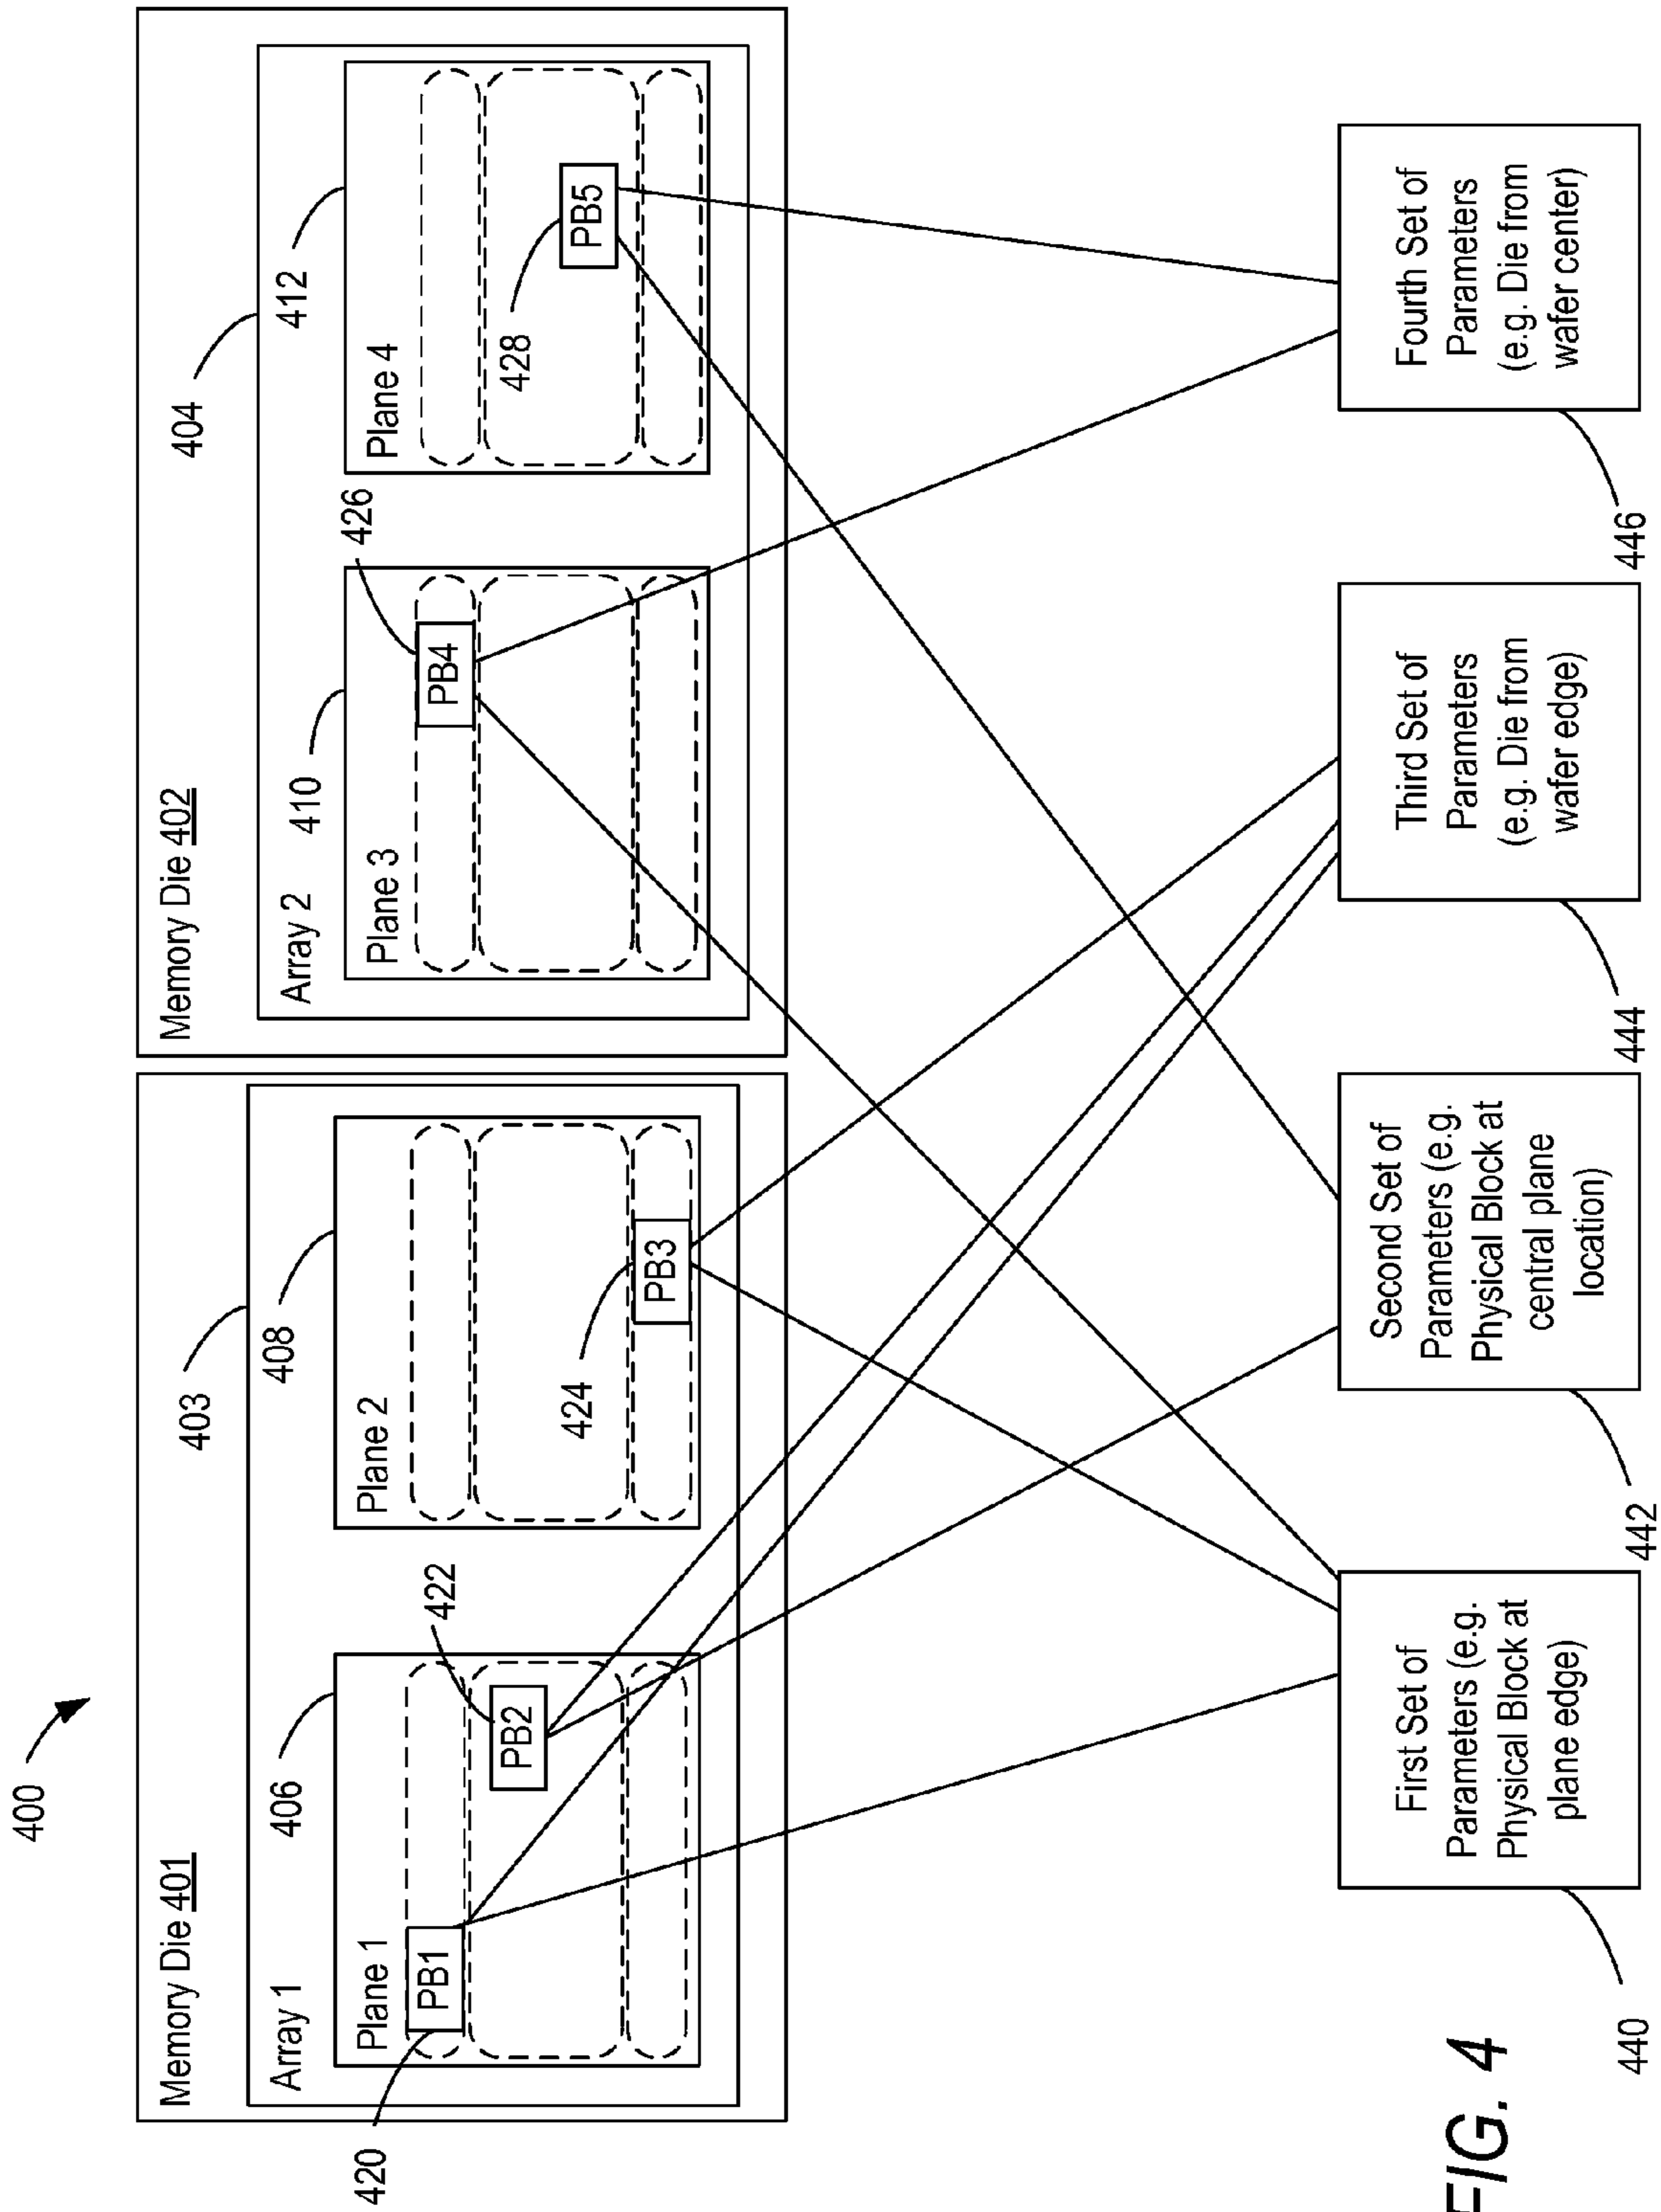 400
Memory Die 401
403
Array 1
406
Plane 1
420
PB1
422
PB2
408
Plane 2
424
PB3
Memory Die 402
404
Array 2
410
Plane 3
426
PB4
412
Plane 4
428
PB5
First Set of
Parameters (e.g.
Physical Block at
plane edge)
440
Second Set of
Parameters (e.g.
Physical Block at
central plane
location)
442
Third Set of
Parameters
(e.g. Die from
wafer edge)
444
Fourth Set of
Parameters
(e.g. Die from
wafer center)
446
FIG. 4